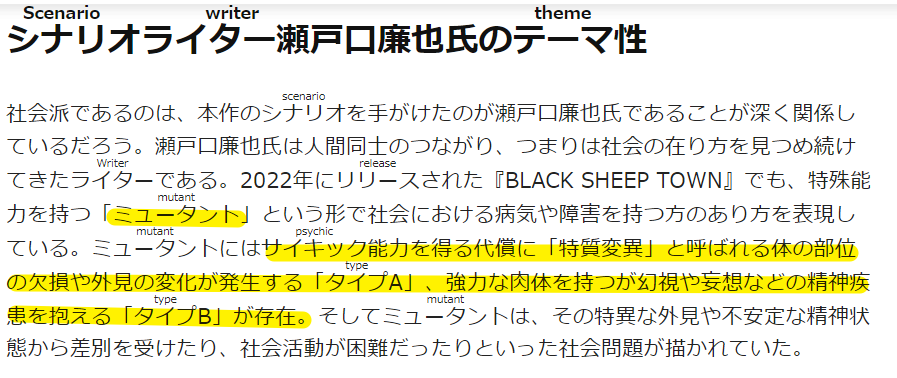 Scenario writer theme
シナリオライター瀬戸口廉也氏のテーマ性
scenario
社会派であるのは、本作のシナリオを手がけたのが瀬戸口廉也氏であることが深く関係し
ているだろう。瀬戸口廉也氏は人間同士のつながり、つまりは社会の在り方を見つめ続け
Writer release
てきたライターである。2022年にリリースされた『BLACK SHEEP TOWN』でも、特殊能
mutant
力を持つ「ミュータント」という形で社会における病気や障害を持つ方のあり方を表現し
mutant psychic
ている。ミュータントにはサイキック能力を得る代償に「特質変異」と呼ばれる体の部位
type
の欠損や外見の変化が発生する「タイプA」、強力な肉体を持つが幻視や妄想などの精神疾
type mutant
患を抱える「タイプB」が存在。そしてミュータントは、その特異な外見や不安定な精神状
態から差別を受けたり、社会活動が困難だったりといった社会問題が描かれていた。